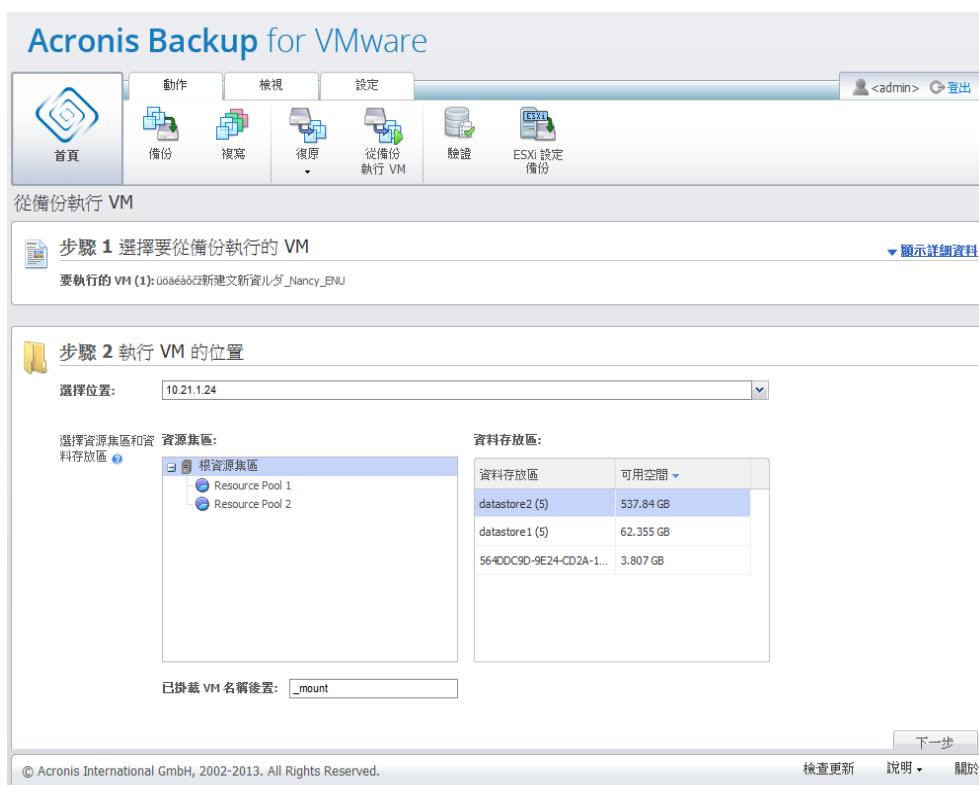 Acronis Backup for VMware
動作 檢視 設定
<admin> 登出
首頁 備份 複寫 復原 從備份 執行 VM 驗證 ESXi 設定 備份
從備份執行 VM
步驟 1 選擇要從備份執行的 VM
顯示詳細資料
要執行的 VM (1): üöäéàôčž新建文新資ルダ_Nancy_ENU
步驟 2 執行 VM 的位置
選擇位置: 10.21.1.24
選擇資源集區和資料存放區
資源集區:
根資源集區
Resource Pool 1
Resource Pool 2
資料存放區:
資料存放區 可用空間
datastore2 (5) 537.84 GB
datastore1 (5) 62.355 GB
564DDC9D-9E24-CD2A-1... 3.807 GB
已掛載 VM 名稱後置: _mount
下一步
© Acronis International GmbH, 2002-2013. All Rights Reserved.
檢查更新 說明 關於